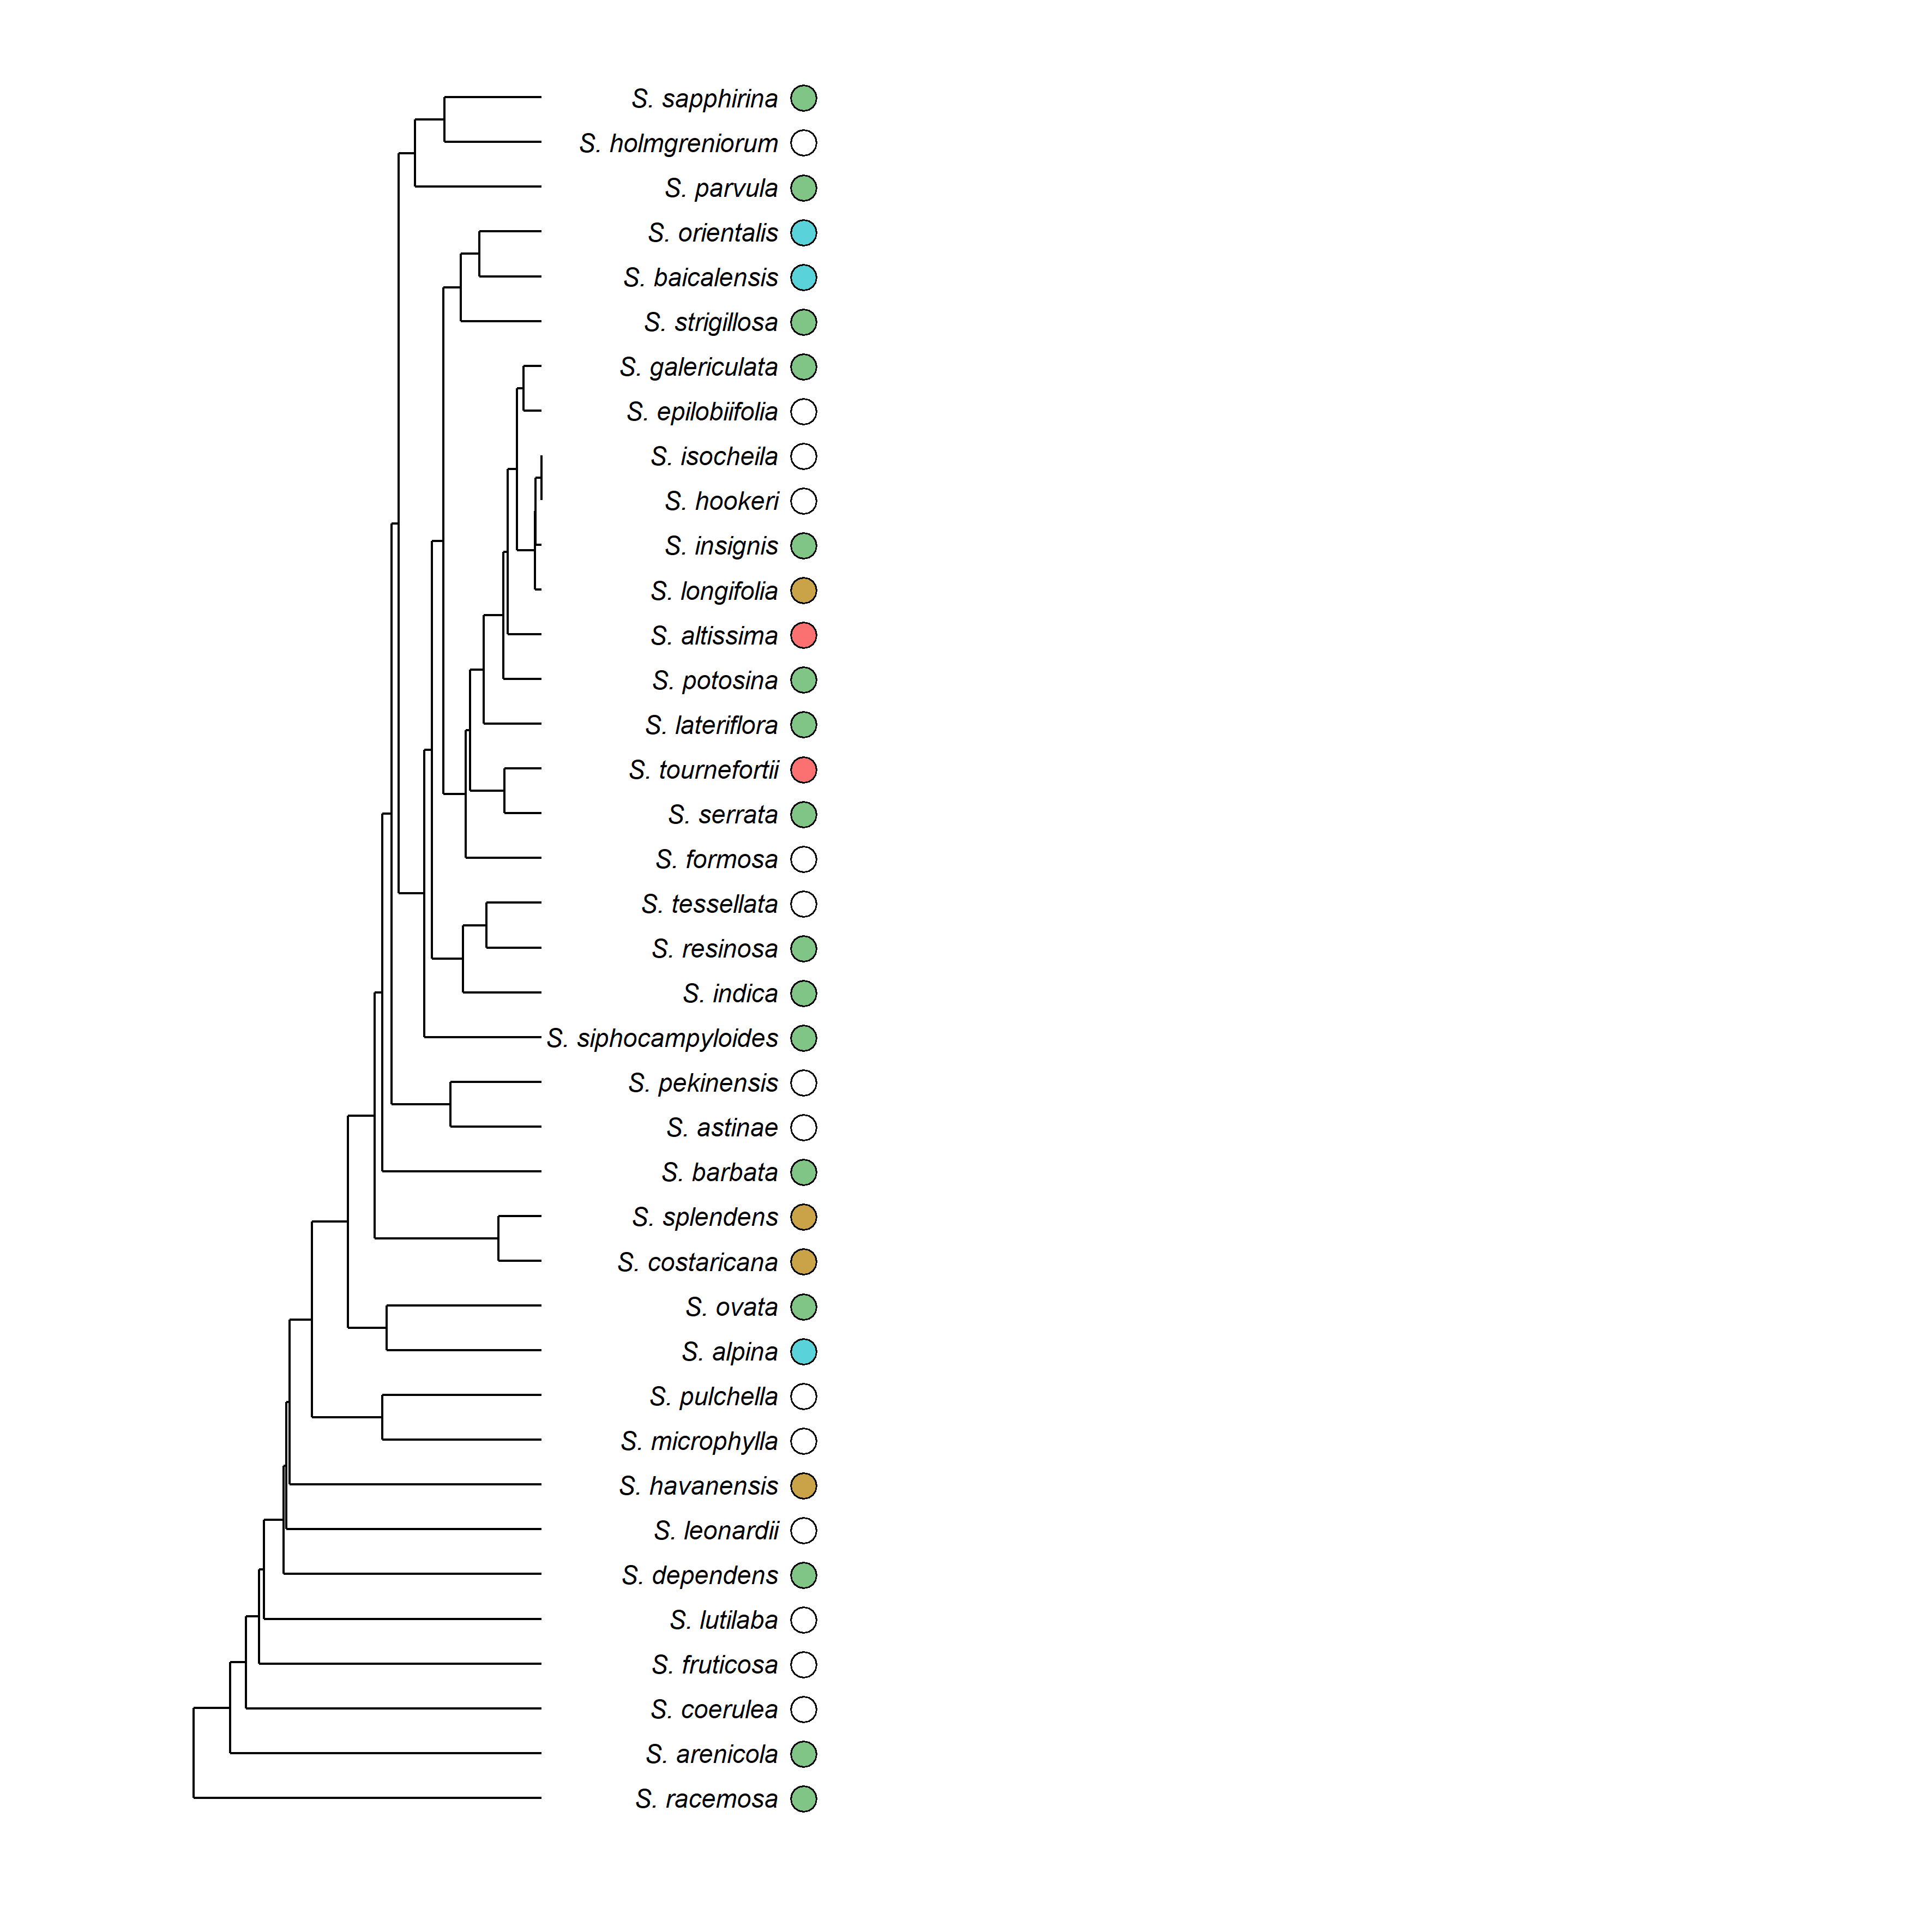 S. sapphirina
S. holmgreniorum
S. parvula
S. orientalis
S. baicalensis
S. strigillosa
S. galericulata
S. epilobiifolia
S. isocheila
S. hookeri
S. insignis
S. longifolia
S. altissima
S. potosina
S. lateriflora
S. tournefortii
S. serrata
S. formosa
S. tessellata
S. resinosa
S. indica
S. siphocampyloides
S. pekinensis
S. astinae
S. barbata
S. splendens
S. costaricana
S. ovata
S. alpina
S. pulchella
S. microphylla
S. havanensis
S. leonardii
S. dependens
S. lutilaba
S. fruticosa
S. coerulea
S. arenicola
S. racemosa